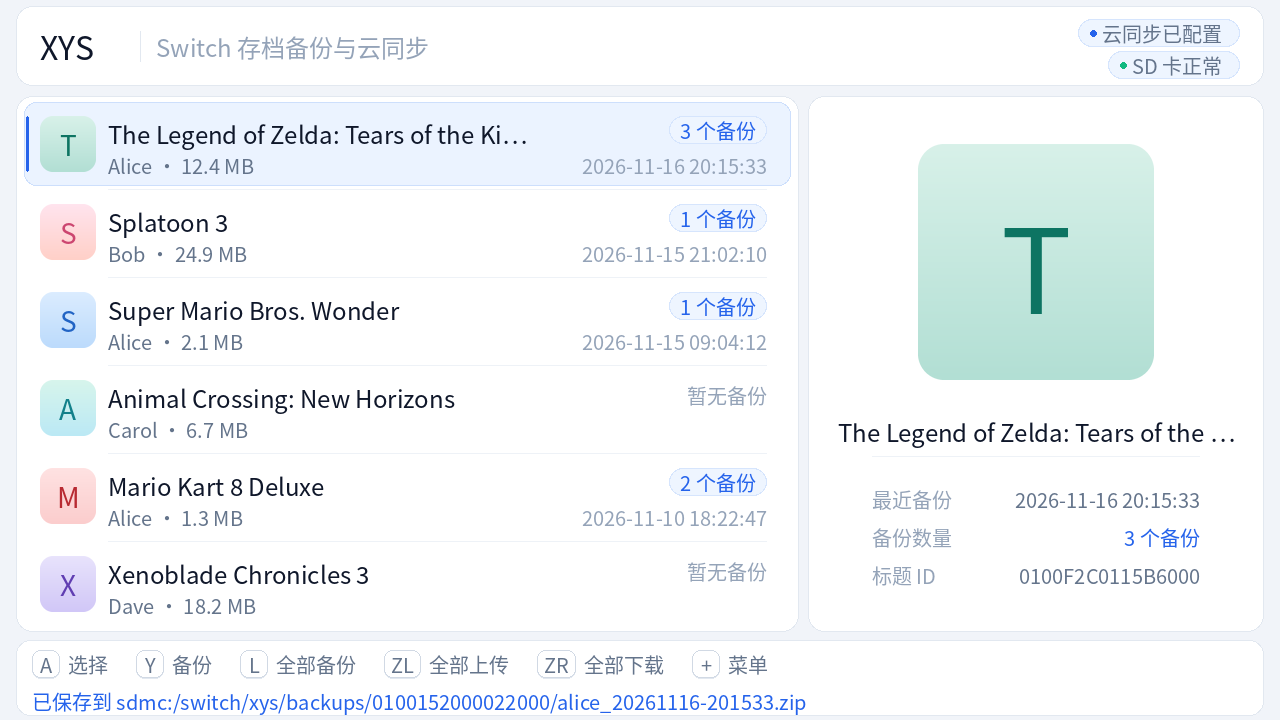 XYS
Switch 存档备份与云同步
云同步已配置
SD 卡正常
T
The Legend of Zelda: Tears of the Ki…
3 个备份
Alice • 12.4 MB
2026-11-16 20:15:33
S
Splatoon 3
1 个备份
Bob • 24.9 MB
2026-11-15 21:02:10
S
Super Mario Bros. Wonder
1 个备份
Alice • 2.1 MB
2026-11-15 09:04:12
A
Animal Crossing: New Horizons
暂无备份
Carol • 6.7 MB
M
Mario Kart 8 Deluxe
2 个备份
Alice • 1.3 MB
2026-11-10 18:22:47
X
Xenoblade Chronicles 3
暂无备份
Dave • 18.2 MB
T
The Legend of Zelda: Tears of the …
最近备份 2026-11-16 20:15:33
备份数量 3 个备份
标题 ID 0100F2C0115B6000
A 选择 Y 备份 L 全部备份 ZL 全部上传 ZR 全部下载 + 菜单
已保存到 sdmc:/switch/xys/backups/0100152000022000/alice_20261116-201533.zip